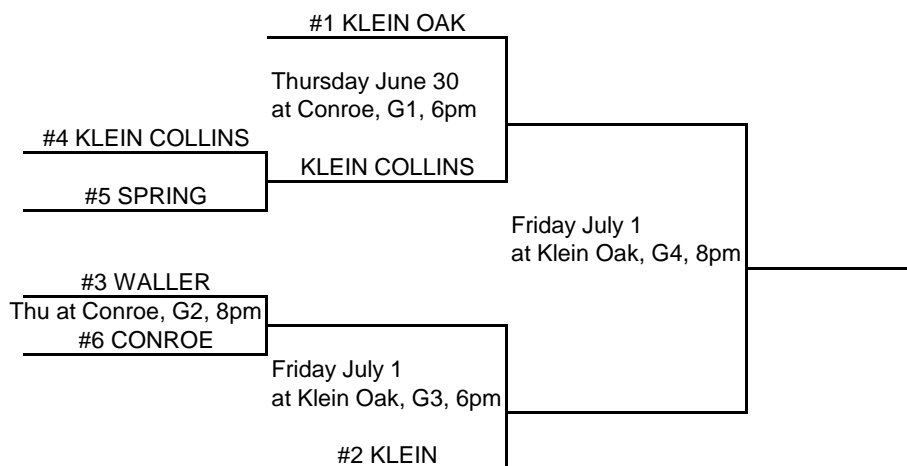 #1 KLEIN OAK
Thursday June 30
at Conroe, G1, 6pm
#4 KLEIN COLLINS
KLEIN COLLINS
#5 SPRING
Friday July 1
at Klein Oak, G4, 8pm
#3 WALLER
Thu at Conroe, G2, 8pm
#6 CONROE
Friday July 1
at Klein Oak, G3, 6pm
#2 KLEIN